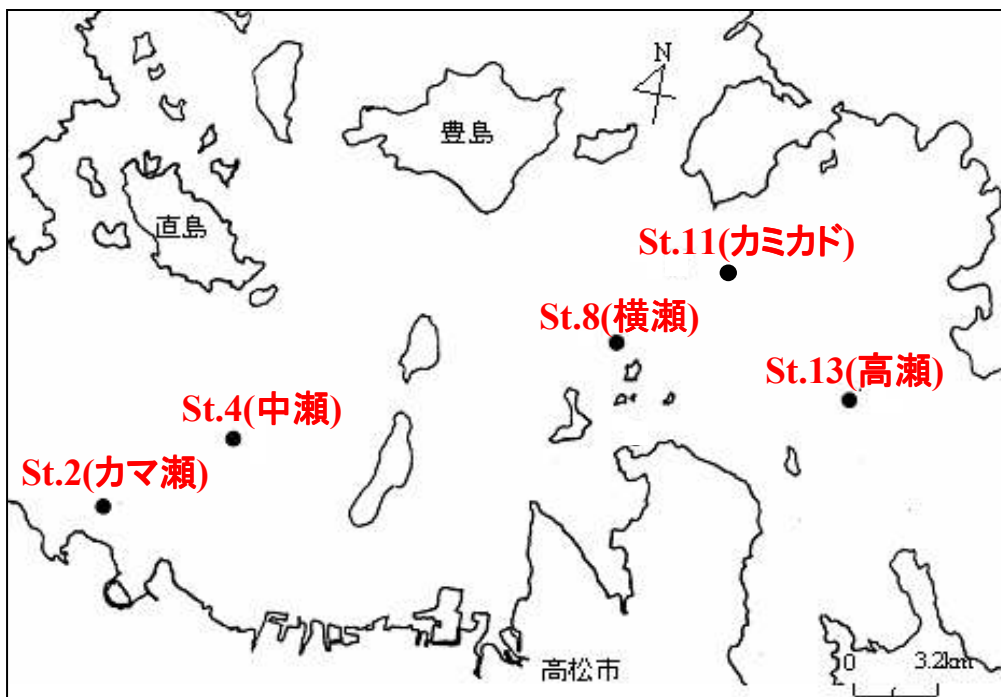 N
豊島
直島
St.11(カミカド)
St.8(横瀬)
St.13(高瀬)
St.4(中瀬)
St.2(カマ瀬)
高松市
0 3.2km